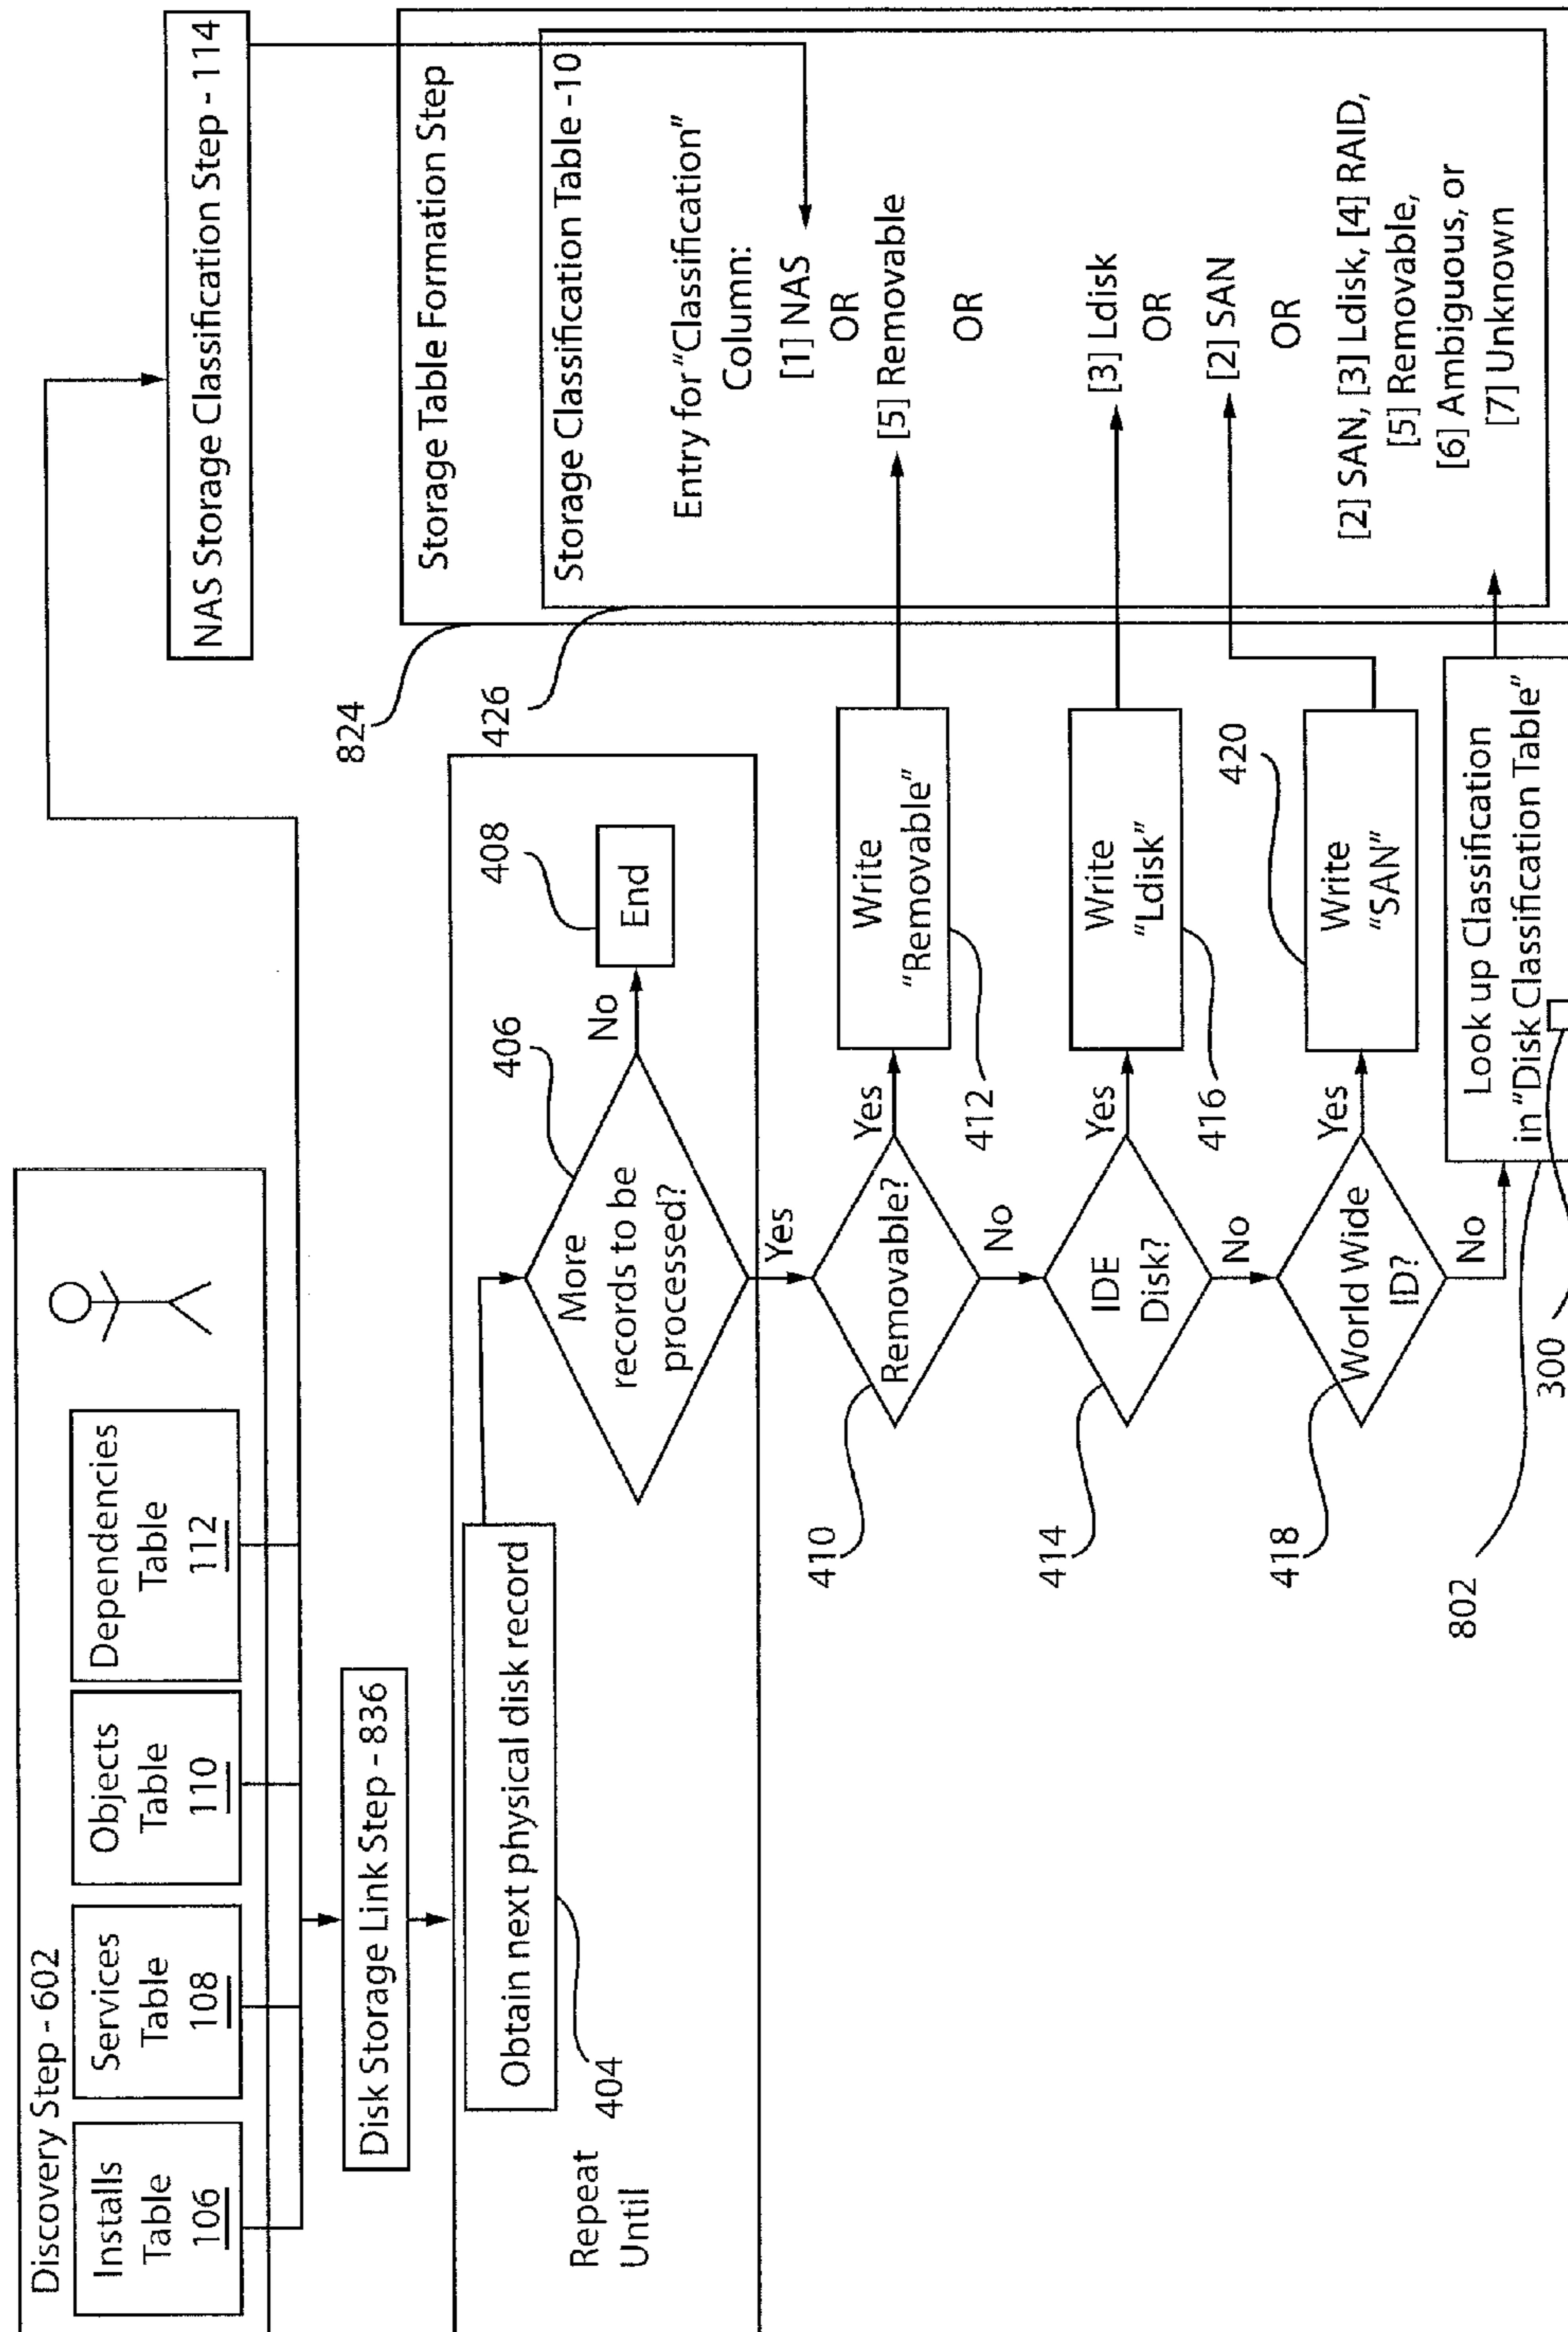 Discovery Step - 602
Installs
Table
106
Services
Table
108
Objects
Table
110
Dependencies
Table
112
NAS Storage Classification Step - 114
Disk Storage Link Step - 836
Obtain next physical disk record
404
Repeat
Until
More
records to be
processed?
406
No
End
408
Yes
Removable?
410
Yes
Write
"Removable"
412
No
IDE
Disk?
414
Yes
Write
"Ldisk"
416
No
World Wide
ID?
418
Yes
Write
"SAN"
420
No
Look up Classification
in "Disk Classification Table"
802
300
824
426
Storage Table Formation Step
Storage Classification Table -10
Entry for "Classification"
Column:
[1] NAS
OR
[5] Removable
OR
[3] Ldisk
OR
[2] SAN
OR
[2] SAN, [3] Ldisk, [4] RAID,
[5] Removable,
[6] Ambiguous, or
[7] Unknown